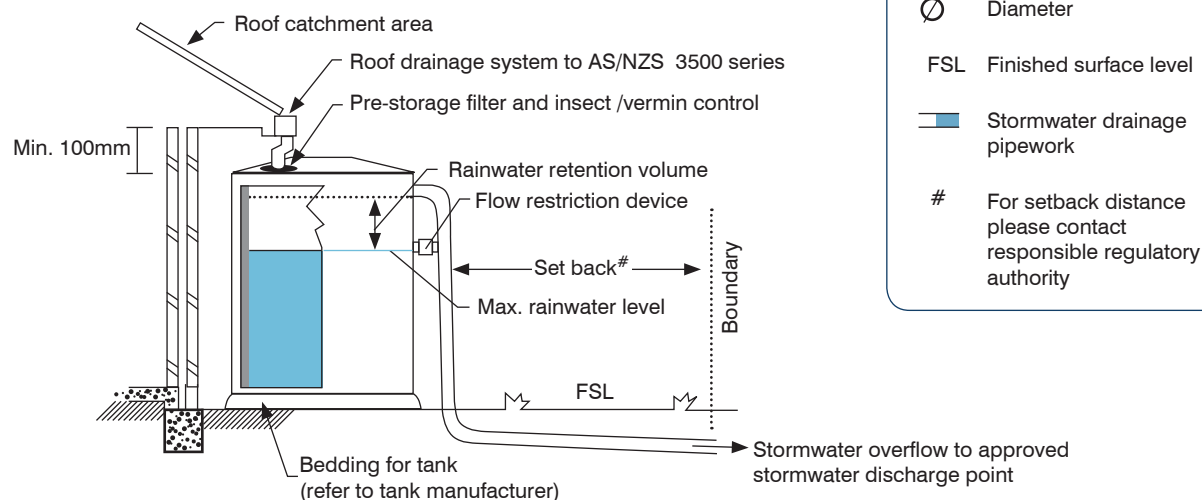 Roof catchment area
Roof drainage system to AS/NZS 3500 series
Pre-storage filter and insect /vermin control
Min. 100mm
Rainwater retention volume
Flow restriction device
Set back#
Max. rainwater level
Boundary
FSL
Bedding for tank
(refer to tank manufacturer)
Stormwater overflow to approved
stormwater discharge point
Ø Diameter
FSL Finished surface level
Stormwater drainage
pipework
# For setback distance
please contact
responsible regulatory
authority